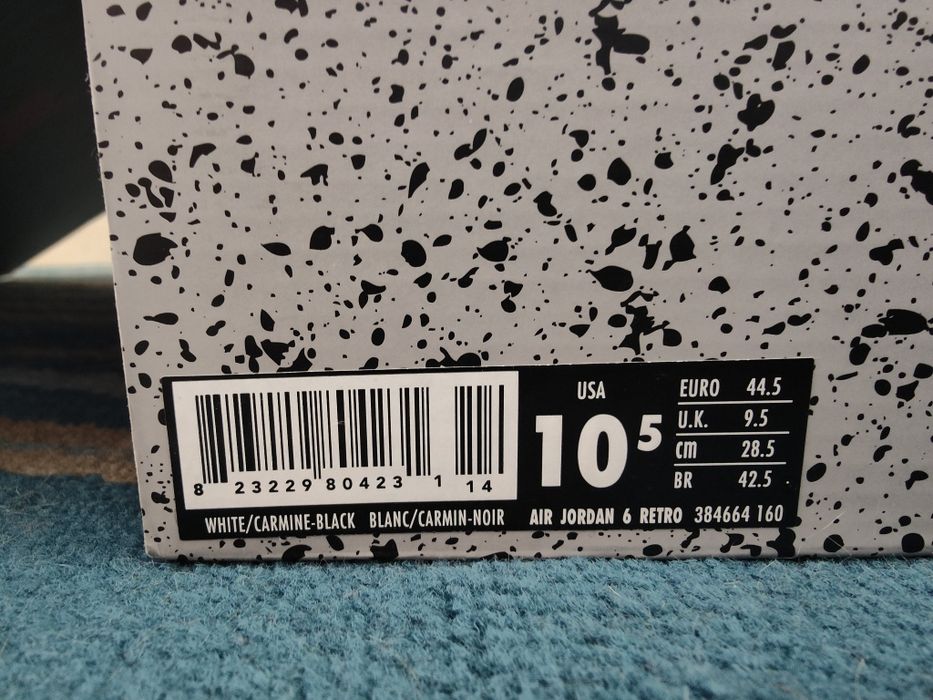 USA
10 5
EURO 44.5
U.K. 9.5
cm 28.5
BR 42.5
8 23229 80423 1 14
WHITE/CARMINE-BLACK BLANC/CARMIN-NOIR AIR JORDAN 6 RETRO 384664 160